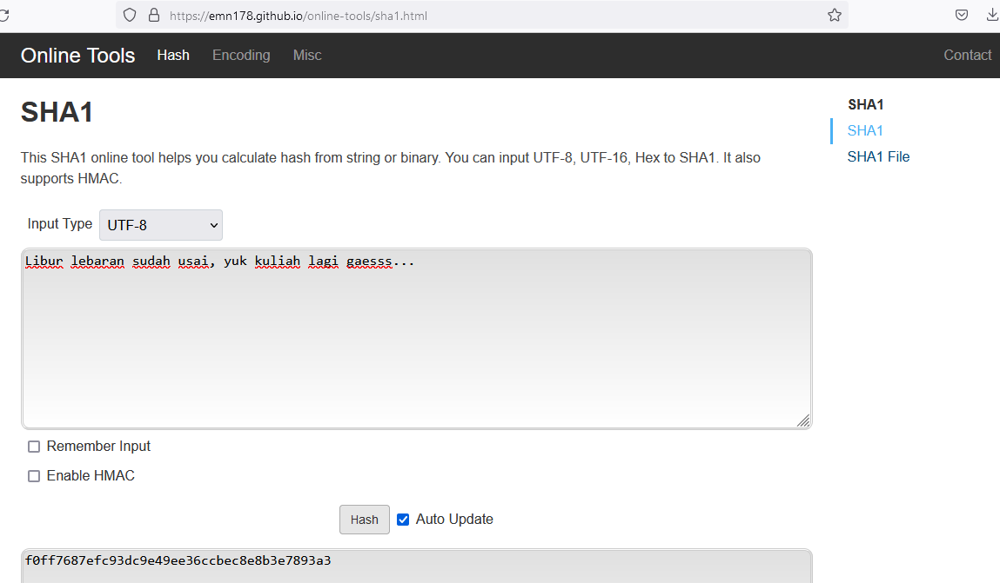 https://emn178.github.io/online-tools/sha1.html
Online Tools Hash Encoding Misc Contact
SHA1
This SHA1 online tool helps you calculate hash from string or binary. You can input UTF-8, UTF-16, Hex to SHA1. It also
supports HMAC.
Input Type UTF-8
Libur lebaran sudah usai, yuk kuliah lagi gaesss...
Remember Input
Enable HMAC
Hash Auto Update
f0ff7687efc93dc9e49ee36ccbec8e8b3e7893a3
SHA1
SHA1
SHA1 File